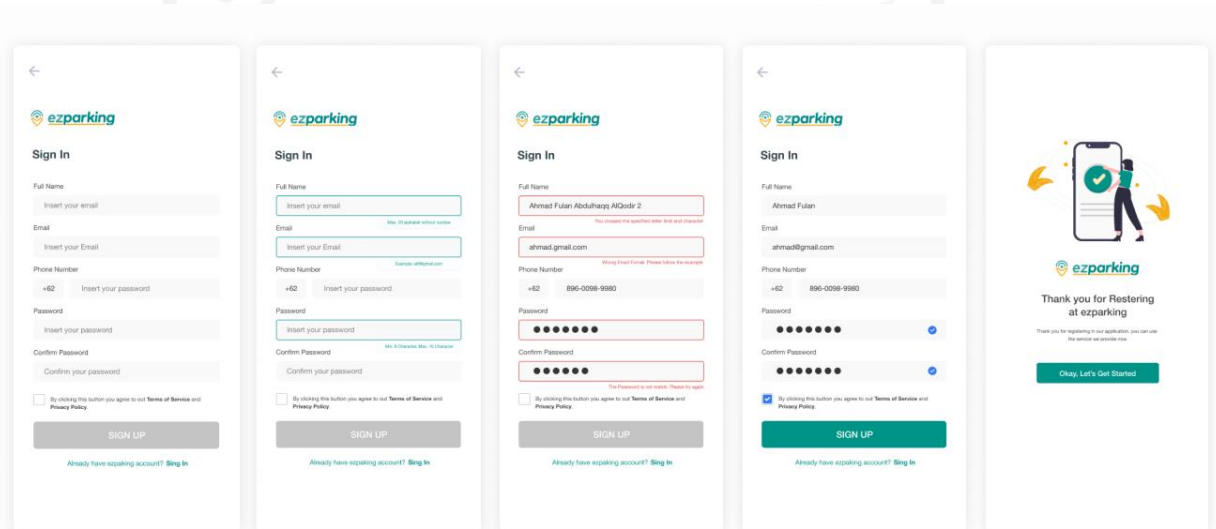 ezparking
Sign In
Full Name
Insert your email
Email
Insert your Email
Phone Number
+62 Insert your password
Password
Insert your password
Confirm Password
Confirm your password
By clicking this button you agree to out Terms of Service and
Privacy Policy.
SIGN UP
Already have ezpaking account? Sing In
ezparking
Sign In
Full Name
Insert your email
Max. 20 alphabet without number
Email
Insert your Email
Phone Number
+62 Insert your password
Password
Insert your password
Min. 8 Character, Max. 16 Character
Confirm Password
Confirm your password
By clicking this button you agree to out Terms of Service and
Privacy Policy.
SIGN UP
Already have ezpaking account? Sing In
ezparking
Sign In
Full Name
Ahmad Fulan Abdulhaqq AlQodir 2
You crossed the specified letter limit and character
Email
ahmad.gmail.com
Wrong Email Format. Please follow the example
Phone Number
+62 896-0098-9980
Password
Confirm Password
The Password is not match. Please try again
By clicking this button you agree to out Terms of Service and
Privacy Policy.
SIGN UP
Already have ezpaking account? Sing In
ezparking
Sign In
Full Name
Ahmad Fulan
Email
ahmad@gmail.com
Phone Number
+62 896-0098-9980
Password
Confirm Password
By clicking this button you agree to out Terms of Service and
Privacy Policy.
SIGN UP
Already have ezpaking account? Sing In
ezparking
Thank you for Restering
at ezparking
Thank you for registering in our application. you can use
the service we provide now.
Okay, Let's Get Started